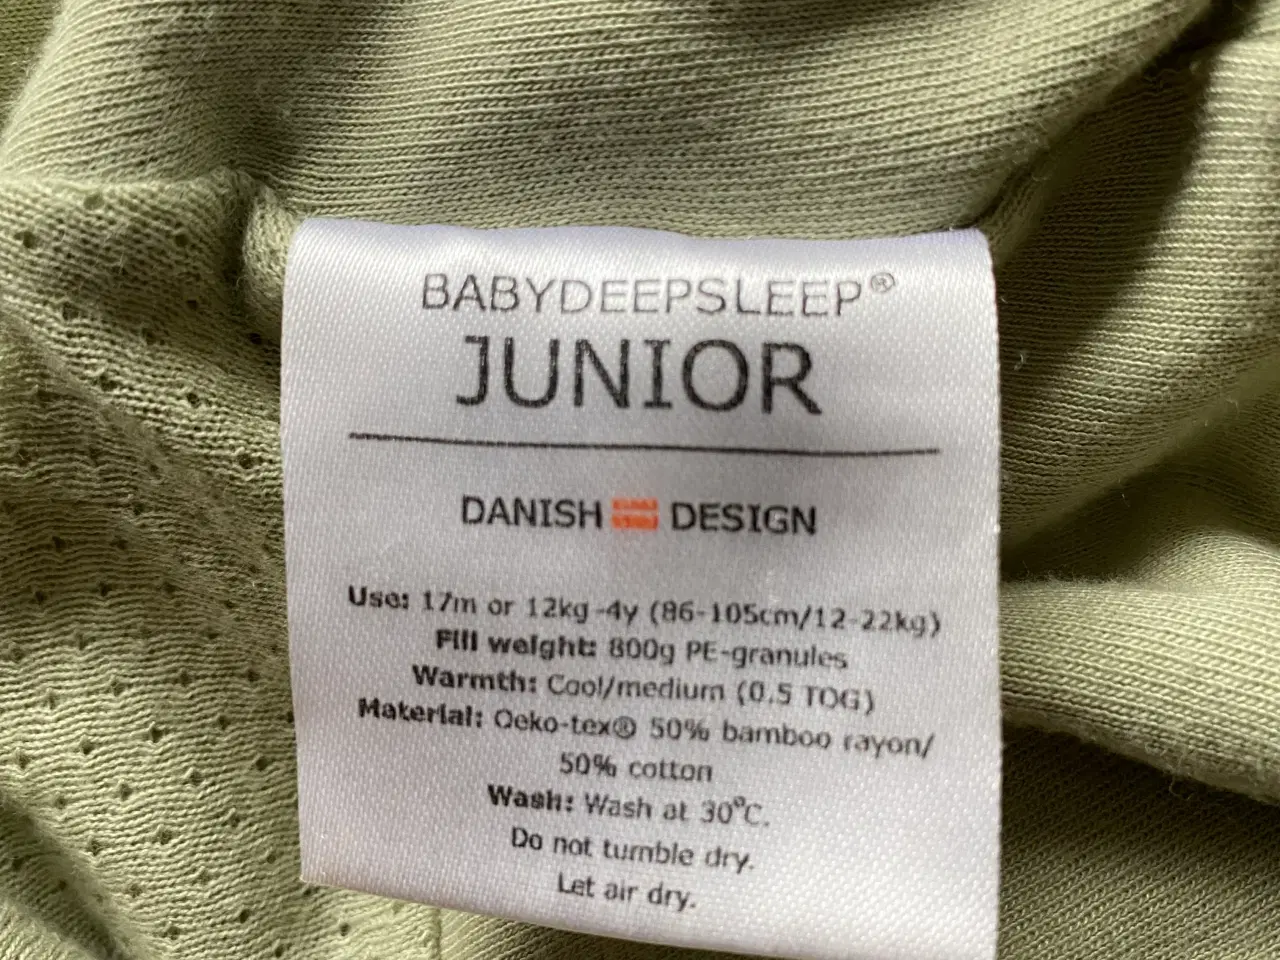 BABYDEEPSLEEP®
JUNIOR
DANISH DESIGN
Use: 17m or 12kg-4y (86-105cm/12-22kg)
Fill weight: 800g PE-granules
Warmth: Cool/medium (0.5 TOG)
Material: Oeko-tex® 50% bamboo rayon/
50% cotton
Wash: Wash at 30°C.
Do not tumble dry.
Let air dry.